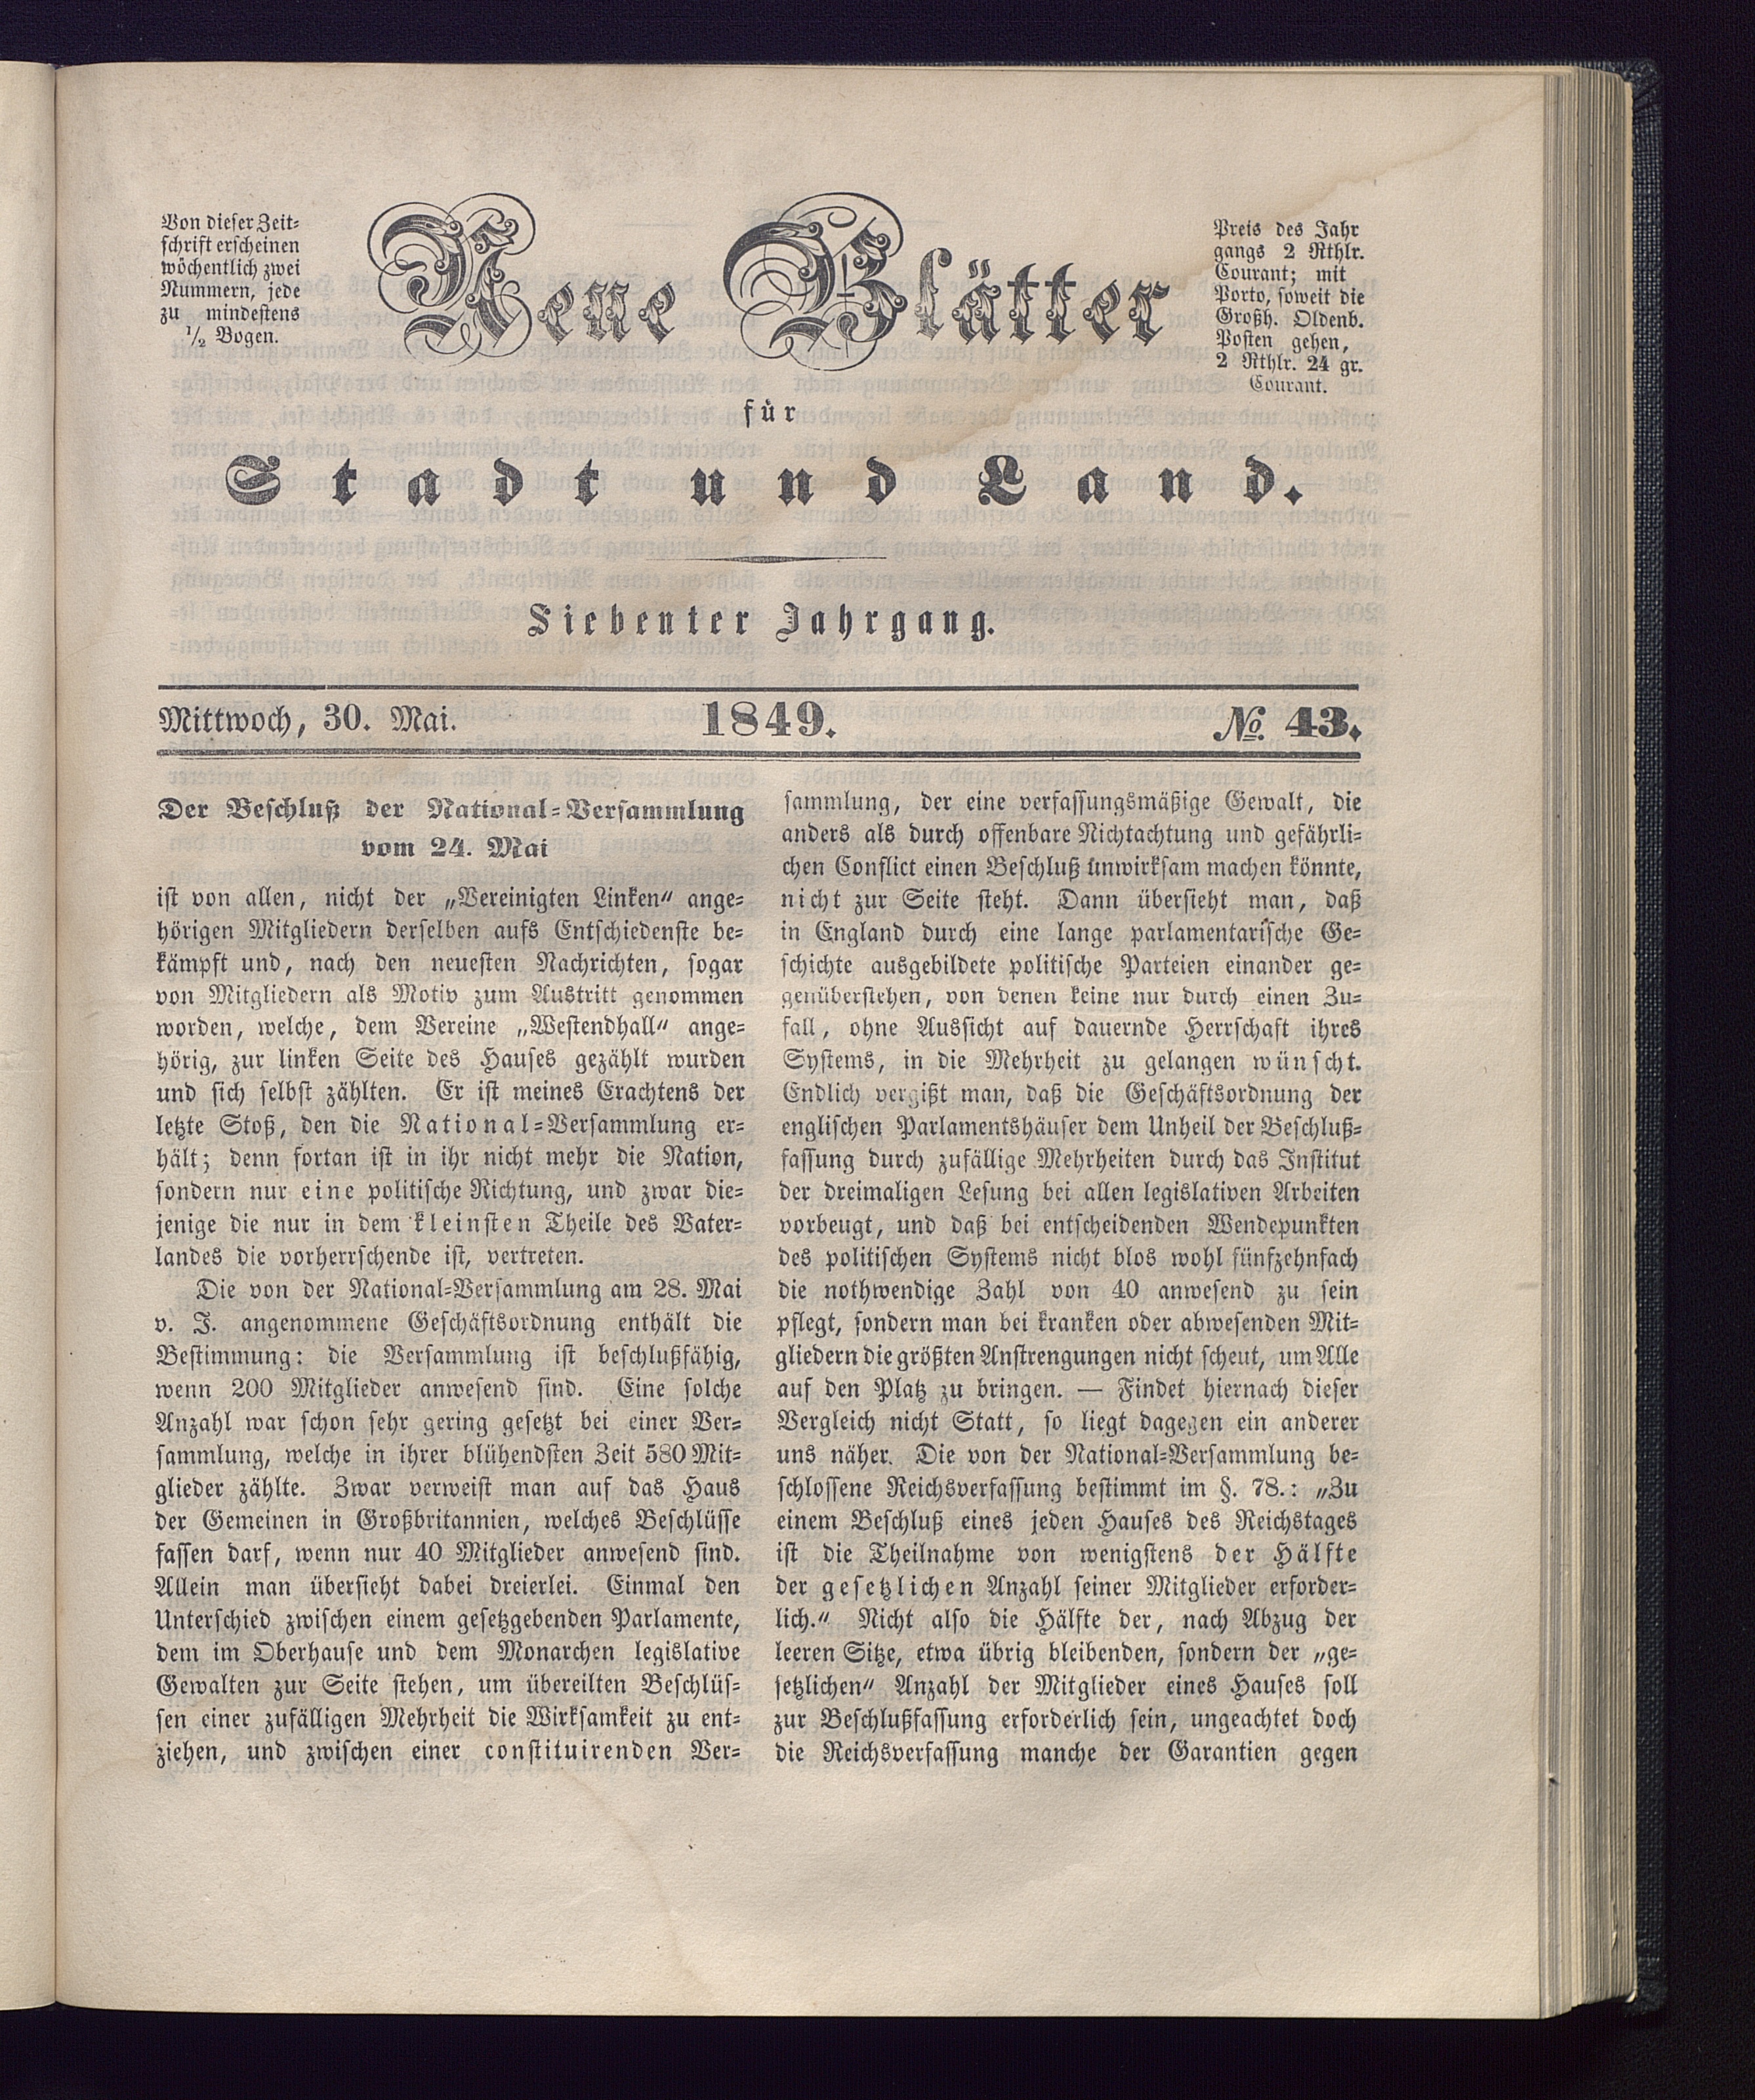 Von dieser Zeit-
schrift erscheinen
wöchentlich zwei
Nummern, jede
zu mindestens
1/2 Bogen.
Neue Blätter
Preis des Jahr
gangs 2 Rthlr.
Courant; mit
Porto, soweit die
Großh. Oldenb.
Posten gehen,
2 Rthlr. 24 gr.
Courant.
für
Stadt und Land.
Siebenter Jahrgang.
Mittwoch, 30. Mai. 1849. № 43.
Der Beschluß der National-Versammlung
vom 24. Mai
ist von allen, nicht der „Vereinigten Linken“ ange-
hörigen Mitgliedern derselben aufs Entschiedenste be-
kämpft und, nach den neuesten Nachrichten, sogar
von Mitgliedern als Motiv zum Austritt genommen
worden, welche, dem Vereine „Westendhall“ ange-
hörig, zur linken Seite des Hauses gezählt wurden
und sich selbst zählten. Er ist meines Erachtens der
letzte Stoß, den die National-Versammlung er-
hält; denn fortan ist in ihr nicht mehr die Nation,
sondern nur eine politische Richtung, und zwar die-
jenige die nur in dem kleinsten Theile des Vater-
landes die vorherrschende ist, vertreten.
Die von der National-Versammlung am 28. Mai
v. J. angenommene Geschäftsordnung enthält die
Bestimmung: die Versammlung ist beschlußfähig,
wenn 200 Mitglieder anwesend sind. Eine solche
Anzahl war schon sehr gering gesetzt bei einer Ver-
sammlung, welche in ihrer blühendsten Zeit 580 Mit-
glieder zählte. Zwar verweist man auf das Haus
der Gemeinen in Großbritannien, welches Beschlüsse
fassen darf, wenn nur 40 Mitglieder anwesend sind.
Allein man übersieht dabei dreierlei. Einmal den
Unterschied zwischen einem gesetzgebenden Parlamente,
dem im Oberhause und dem Monarchen legislative
Gewalten zur Seite stehen, um übereilten Beschlüs-
sen einer zufälligen Mehrheit die Wirksamkeit zu ent-
ziehen, und zwischen einer constituirenden Ver-
sammlung, der eine verfassungsmäßige Gewalt, die
anders als durch offenbare Nichtachtung und gefährli-
chen Conflict einen Beschluß unwirksam machen könnte,
nicht zur Seite steht. Dann übersieht man, daß
in England durch eine lange parlamentarische Ge-
schichte ausgebildete politische Parteien einander ge-
genüberstehen, von denen keine nur durch einen Zu-
fall, ohne Aussicht auf dauernde Herrschaft ihres
Systems, in die Mehrheit zu gelangen wünscht.
Endlich vergißt man, daß die Geschäftsordnung der
englischen Parlamentshäuser dem Unheil der Beschluß-
fassung durch zufällige Mehrheiten durch das Institut
der dreimaligen Lesung bei allen legislativen Arbeiten
vorbeugt, und daß bei entscheidenden Wendepunkten
des politischen Systems nicht blos wohl fünfzehnfach
die nothwendige Zahl von 40 anwesend zu sein
pflegt, sondern man bei kranken oder abwesenden Mit-
gliedern die größten Anstrengungen nicht scheut, um Alle
auf den Platz zu bringen. — Findet hiernach dieser
Vergleich nicht Statt, so liegt dagegen ein anderer
uns näher. Die von der National-Versammlung be-
schlossene Reichsverfassung bestimmt im §. 78.: „Zu
einem Beschluß eines jeden Hauses des Reichstages
ist die Theilnahme von wenigstens der Hälfte
der gesetzlichen Anzahl seiner Mitglieder erforder-
lich.“ Nicht also die Hälfte der, nach Abzug der
leeren Sitze, etwa übrig bleibenden, sondern der „ge-
setzlichen“ Anzahl der Mitglieder eines Hauses soll
zur Beschlußfassung erforderlich sein, ungeachtet doch
die Reichsverfassung manche der Garantien gegen